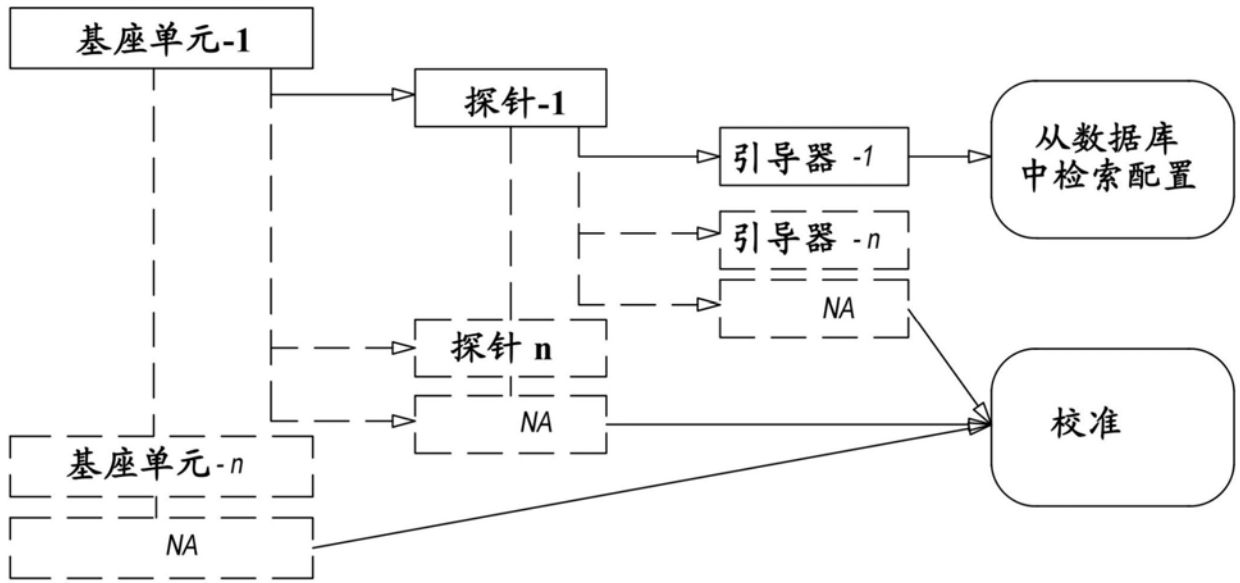 基座单元-1
探针-1
引导器 -1
从数据库
中检索配置
引导器 -n
NA
探针 n
NA
校准
基座单元-n
NA